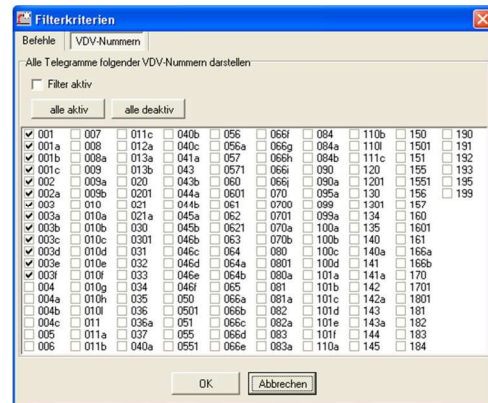 Filterkriterien
Befehle VDV-Nummern
Alle Telegramme folgender VDV-Nummern darstellen
Filter aktiv
alle aktiv alle deaktiv
001 007 011c 040b 056 066f 084 110b 150 190
001a 008 012a 040c 056a 066g 084a 110l 1501 191
001b 008a 013a 041a 057 066h 084b 111c 151 192
001c 009 013b 043 0571 066i 090 120 155 193
002 009a 020 043b 060 066j 090a 1201 1551 195
002a 009b 0201 044a 0601 070 095a 130 156 199
003 010 021 044b 061 0700 099 1301 157
003a 010a 021a 045a 062 0701 099a 134 160
003b 010b 030 045b 0621 070a 100a 135 1601
003c 010c 0301 046b 063 070b 100b 140 161
003d 010d 031 046c 064 080 100c 140a 166a
003e 010e 032 046d 064a 0801 100d 141 166b
003f 010f 033 046e 064b 080a 101a 141a 170
004 010g 034 046f 065 081 101b 142 1701
004a 010h 035 050 066a 081a 101c 142a 1801
004b 010l 036 0501 066b 082 101d 143 181
004c 011 036a 051 066c 082a 101e 143a 182
005 011a 037 055 066d 083 101f 144 183
006 011b 040a 0551 066e 083a 110a 145 184
OK Abbrechen